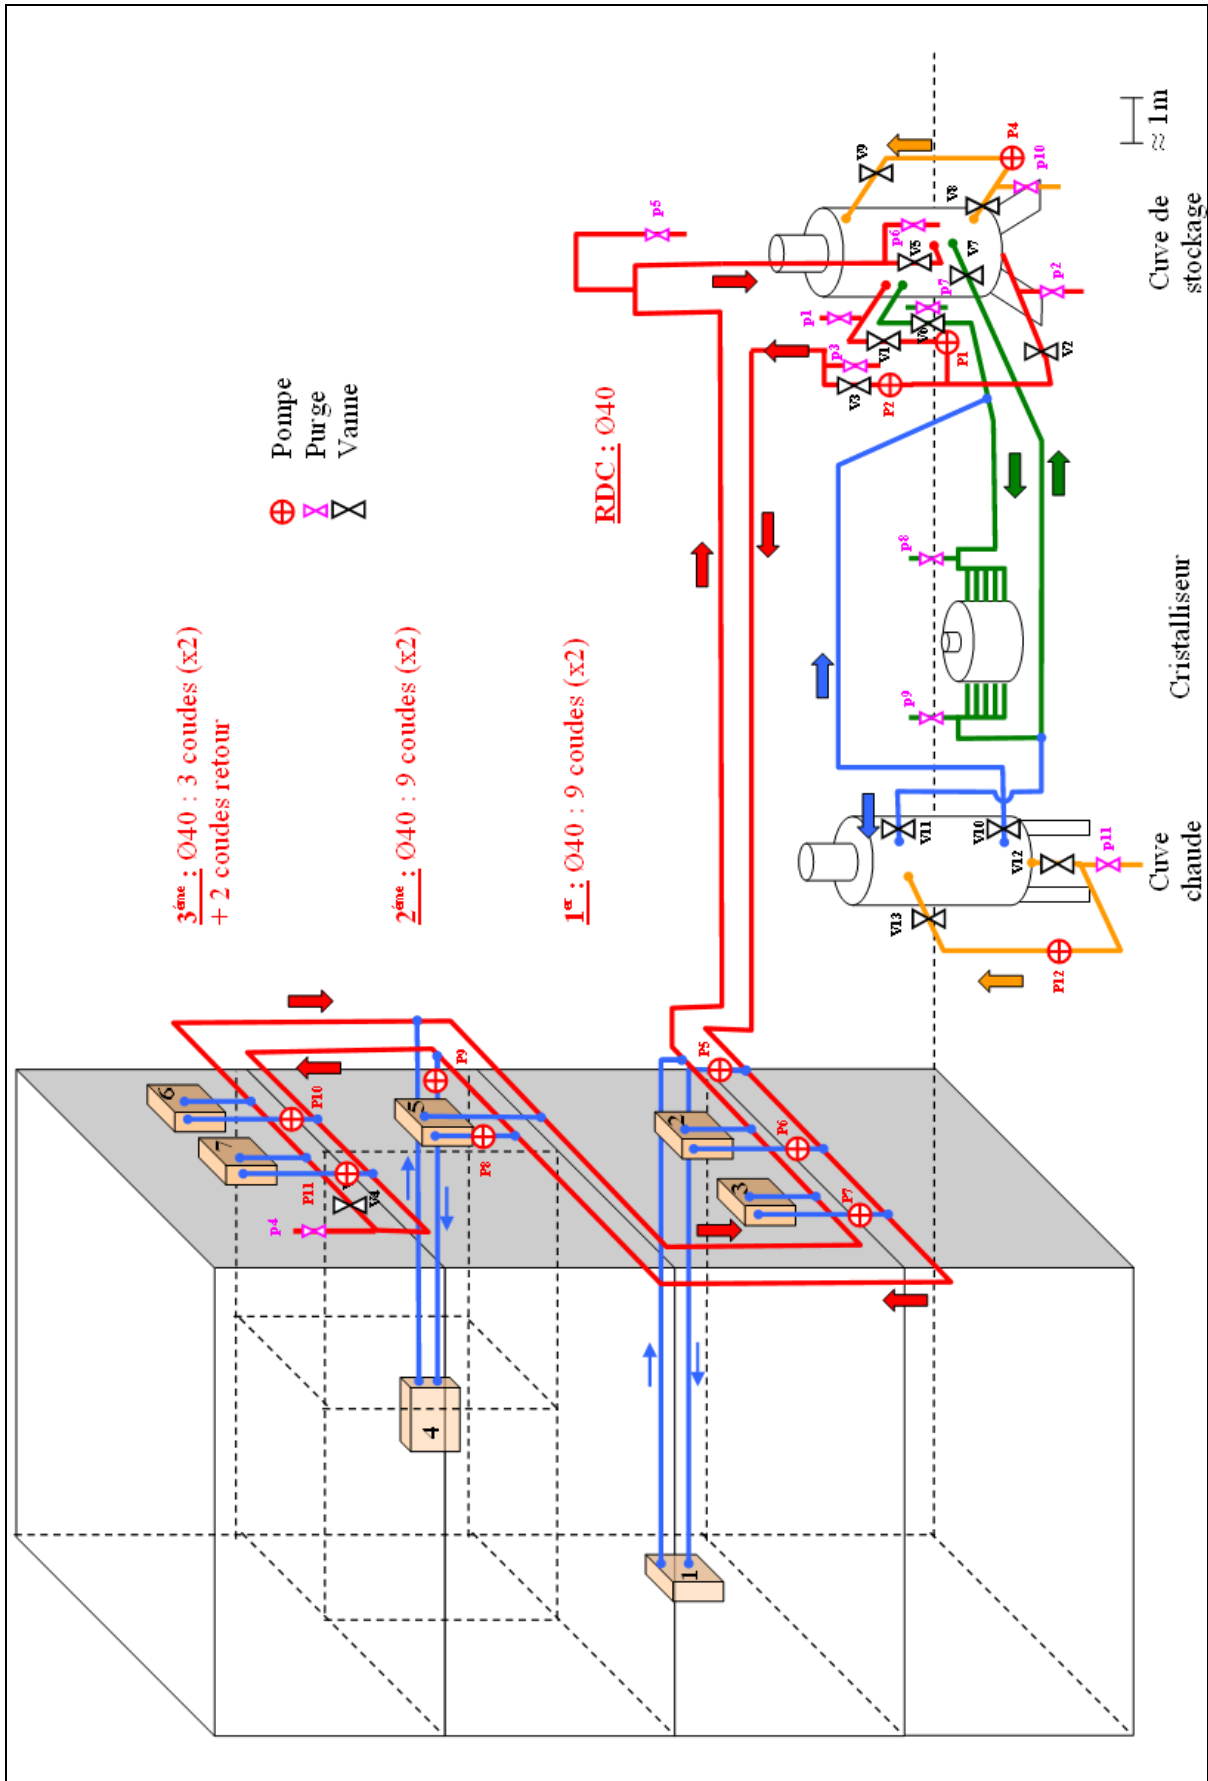 3éme : Ø40 : 3 coudes (x2)
+ 2 coudes retour
2éme : Ø40 : 9 coudes (x2)
1er : Ø40 : 9 coudes (x2)
RDC : Ø40
Pompe
Purge
Vanne
6
7
P10
P11
V4
p4
5
P9
P8
4
2
3
1
P5
P6
P7
p5
p6
V5
V7
p7
V6
p1
V1
P1
p3
V3
P2
V2
p2
V9
V8
P4
p10
p8
p9
V11
V10
V12
p11
V13
P12
Cuve
chaude
Cristalliseur
Cuve de
stockage
≈ 1m